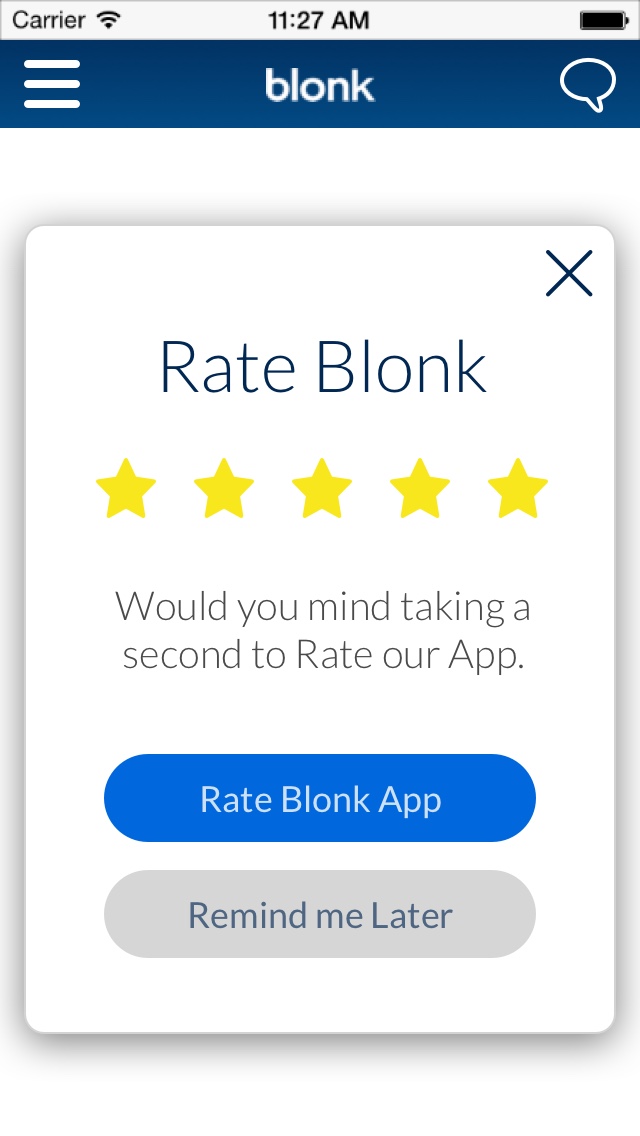 Carrier 11:27 AM
blonk
Rate Blonk
Would you mind taking a
second to Rate our App.
Rate Blonk App
Remind me Later